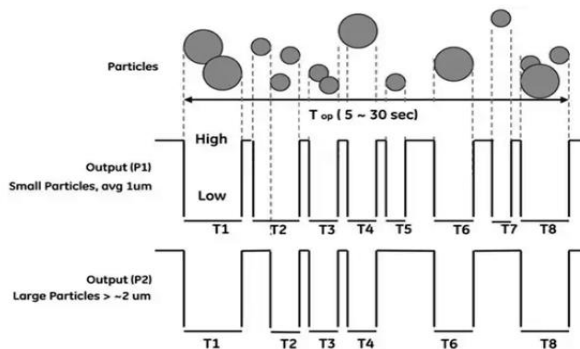 Particles
T op ( 5 ~ 30 sec)
High
Output (P1)
Small Particles, avg 1um
Low
T1 T2 T3 T4 T5 T6 T7 T8
Output (P2)
Large Particles > ~2 um
T1 T2 T3 T4 T6 T8